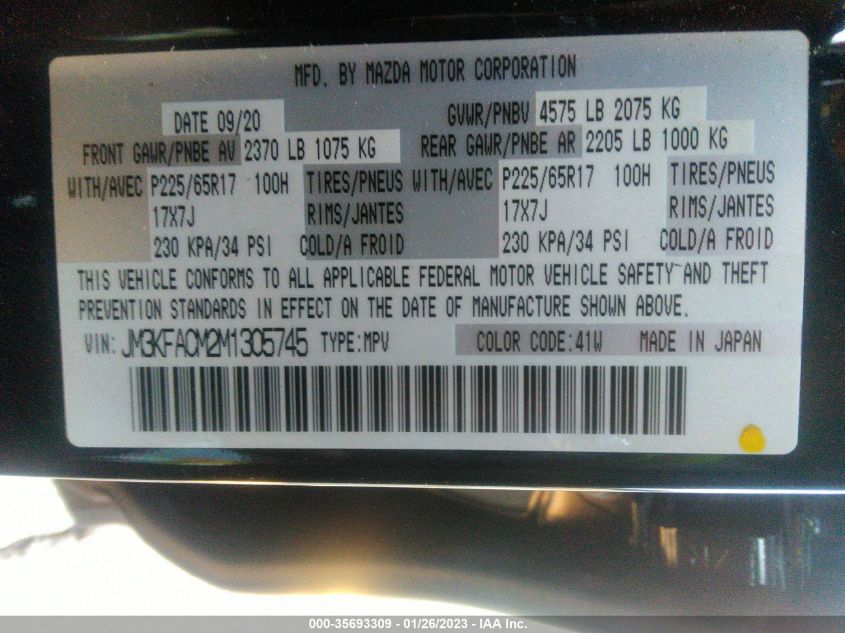 MFD. BY MAZDA MOTOR CORPORATION
DATE 09/20 GVWR/PNBV 4575 LB 2075 KG
FRONT GAWR/PNBE AV 2370 LB 1075 KG REAR GAWR/PNBE AR 2205 LB 1000 KG
WITH/AVEC P225/65R17 100H TIRES/PNEUS WITH/AVEC P225/65R17 100H TIRES/PNEUS
17X7J RIMS/JANTES 17X7J RIMS/JANTES
230 KPA/34 PSI COLD/A FROID 230 KPA/34 PSI COLD/A FROID
THIS VEHICLE CONFORMS TO ALL APPLICABLE FEDERAL MOTOR VEHICLE SAFETY AND THEFT
PREVENTION STANDARDS IN EFFECT ON THE DATE OF MANUFACTURE SHOWN ABOVE.
VIN: JM3KFACM2M1305745 TYPE:MPV COLOR CODE:41W MADE IN JAPAN
000-35693309 - 01/26/2023 - IAA Inc.